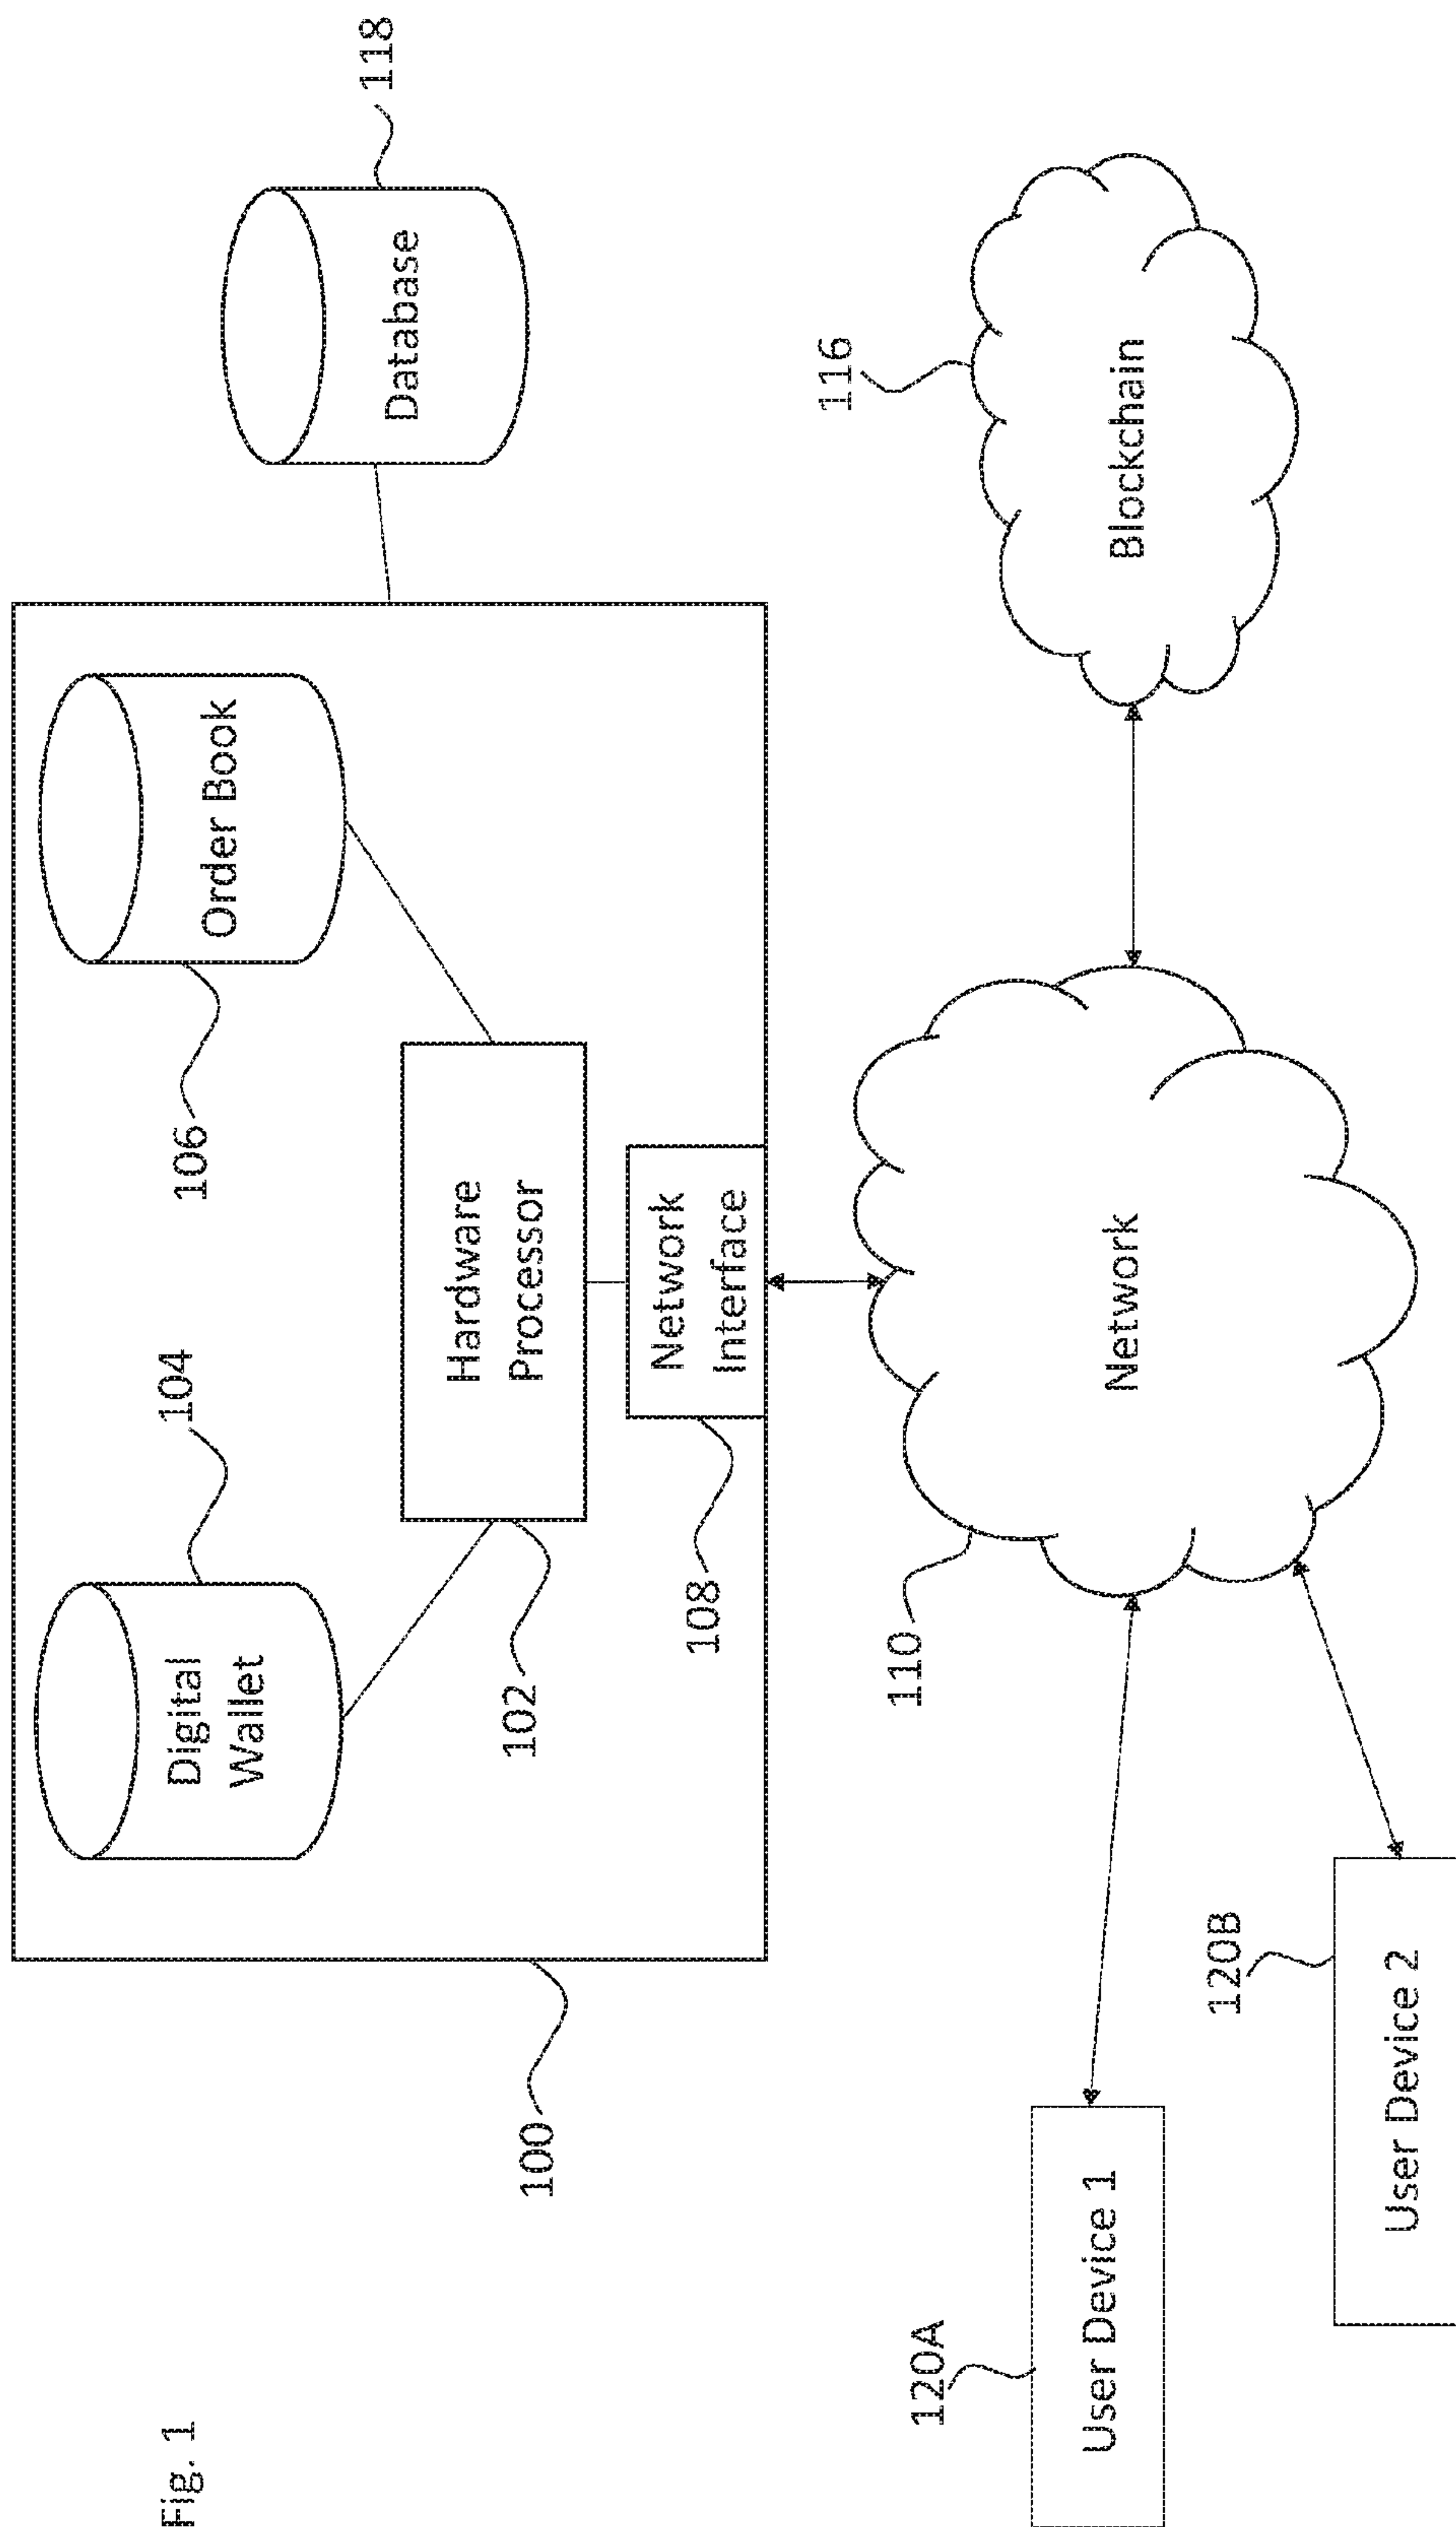 Fig. 1
100
Digital
Wallet
104
106
Order Book
Database
118
102
Hardware
Processor
108
Network
Interface
110
Network
116
Blockchain
120A
User Device 1
120B
User Device 2